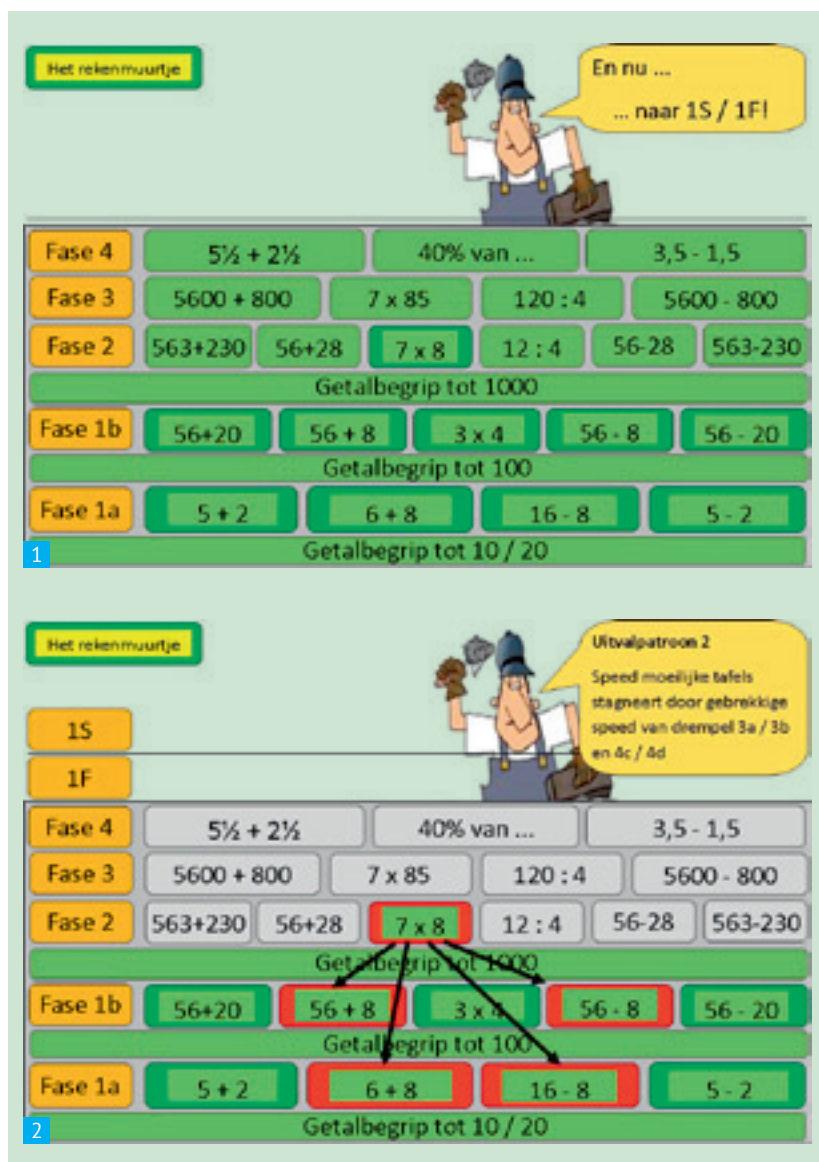 Het rekenmuurtje
En nu ...
... naar 1S / 1F!
Fase 4 5½ + 2½ 40% van ... 3,5 - 1,5
Fase 3 5600 + 800 7 x 85 120 : 4 5600 - 800
Fase 2 563+230 56+28 7 x 8 12 : 4 56-28 563-230
Getalbegrip tot 1000
Fase 1b 56+20 56 + 8 3 x 4 56 - 8 56 - 20
Getalbegrip tot 100
Fase 1a 5 + 2 6 + 8 16 - 8 5 - 2
Getalbegrip tot 10 / 20
1
Het rekenmuurtje
Uitvalpatroon 2
Speed moeilijke tafels
stagneert door gebrekkige
speed van drempel 3a / 3b
en 4c / 4d
1S
1F
Fase 4 5½ + 2½ 40% van ... 3,5 - 1,5
Fase 3 5600 + 800 7 x 85 120 : 4 5600 - 800
Fase 2 563+230 56+28 7 x 8 12 : 4 56-28 563-230
Getalbegrip tot 1000
Fase 1b 56+20 56 + 8 3 x 4 56 - 8 56 - 20
Getalbegrip tot 100
Fase 1a 5 + 2 6 + 8 16 - 8 5 - 2
Getalbegrip tot 10 / 20
2